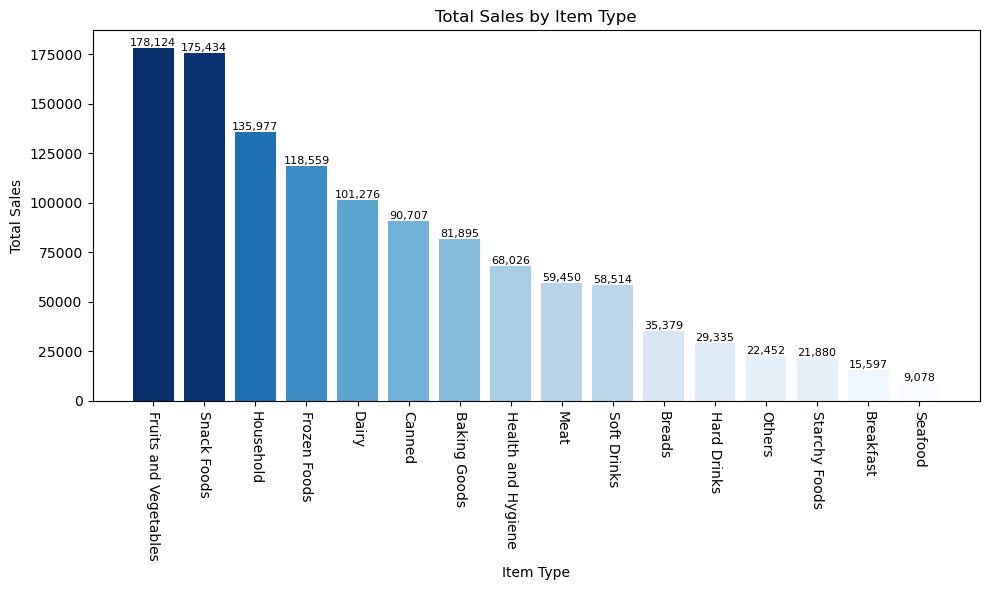 Total Sales by Item Type
Total Sales
175000
150000
125000
100000
75000
50000
25000
0
178,124
175,434
135,977
118,559
101,276
90,707
81,895
68,026
59,450
58,514
35,379
29,335
22,452
21,880
15,597
9,078
Fruits and Vegetables
Snack Foods
Household
Frozen Foods
Dairy
Canned
Baking Goods
Health and Hygiene
Meat
Soft Drinks
Breads
Hard Drinks
Others
Starchy Foods
Breakfast
Seafood
Item Type